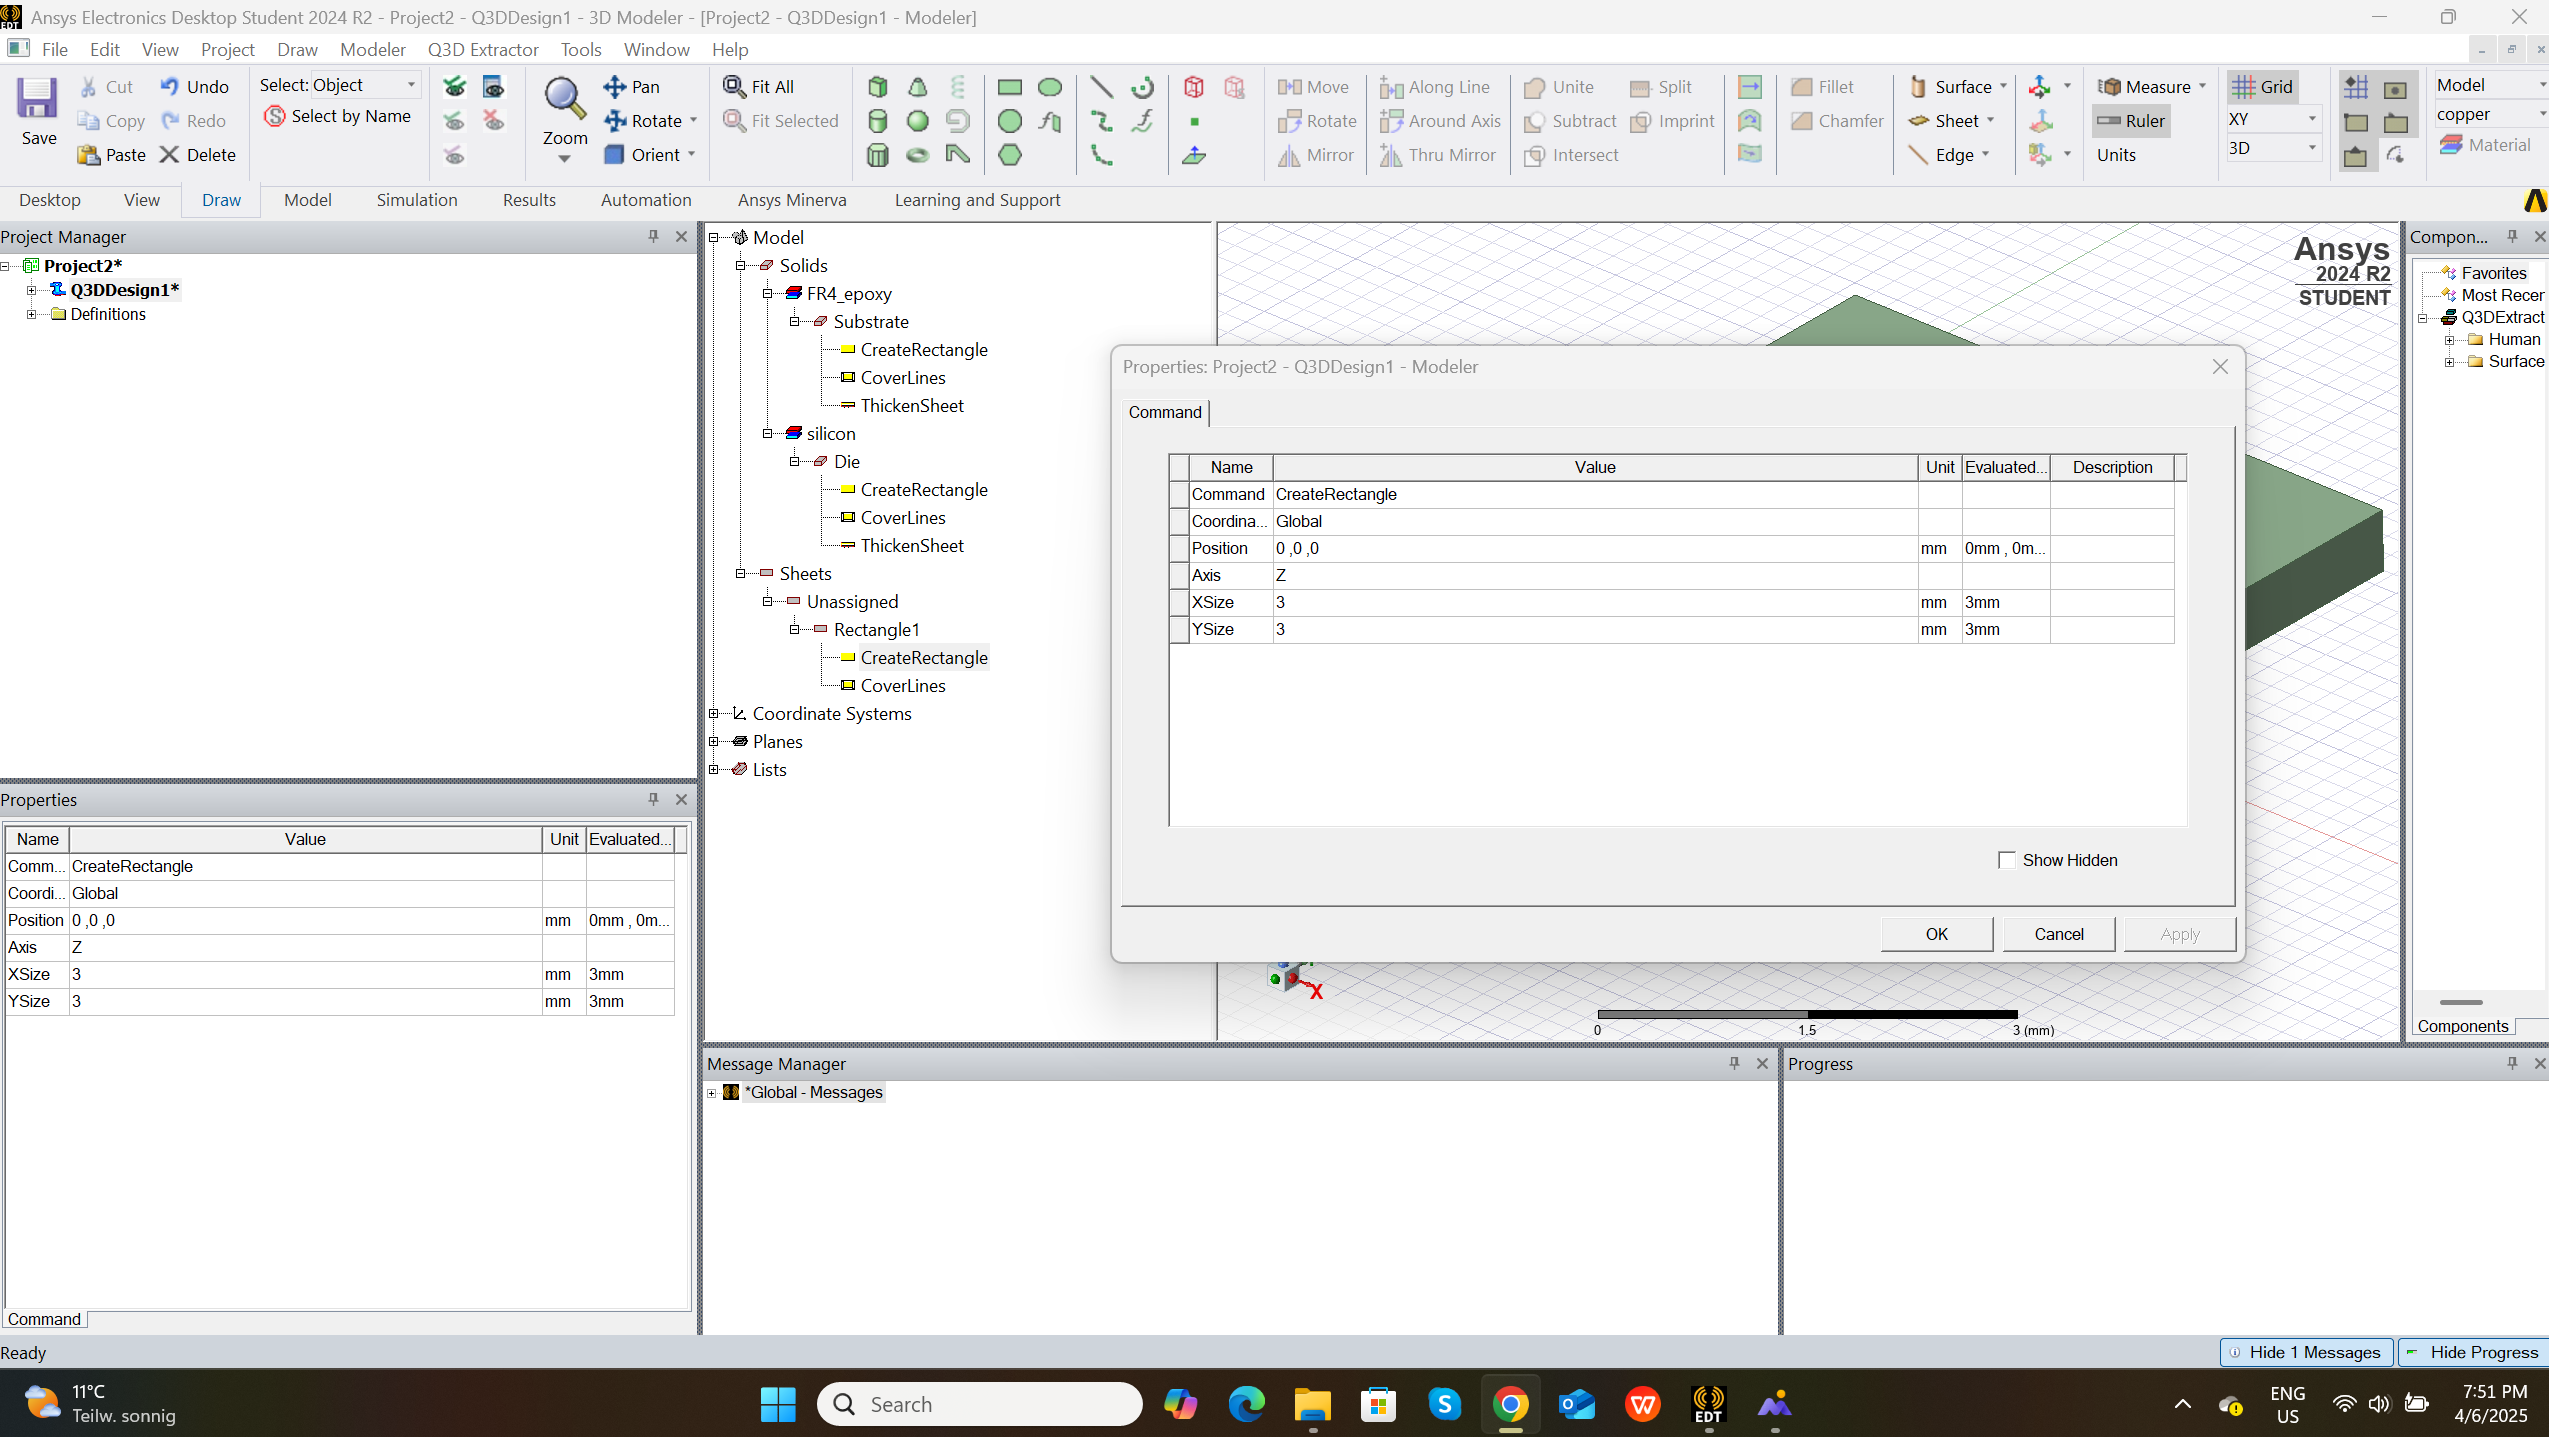 Ansys Electronics Desktop Student 2024 R2 - Project2 - Q3DDesign1 - 3D Modeler - [Project2 - Q3DDesign1 - Modeler]
File Edit View Project Draw Modeler Q3D Extractor Tools Window Help
Save
Cut
Copy
Paste
Undo
Redo
Delete
Select: Object
Select by Name
Zoom
Pan
Rotate
Orient
Fit All
Fit Selected
Move
Rotate
Mirror
Along Line
Around Axis
Thru Mirror
Unite
Subtract
Intersect
Split
Imprint
Fillet
Chamfer
Surface
Sheet
Edge
Measure
Ruler
Units
Grid
XY
3D
Model
copper
Material
Desktop View Draw Model Simulation Results Automation Ansys Minerva Learning and Support
Project Manager
Project2*
Q3DDesign1*
Definitions
Model
Solids
FR4_epoxy
Substrate
CreateRectangle
CoverLines
ThickenSheet
silicon
Die
CreateRectangle
CoverLines
ThickenSheet
Sheets
Unassigned
Rectangle1
CreateRectangle
CoverLines
Coordinate Systems
Planes
Lists
Ansys
2024 R2
STUDENT
Compon...
Favorites
Most Recer
Q3DExtract
Human
Surface
Components
Properties: Project2 - Q3DDesign1 - Modeler
Command
Name Value Unit Evaluated... Description
Command CreateRectangle
Coordina... Global
Position 0 ,0 ,0 mm 0mm , 0m...
Axis Z
XSize 3 mm 3mm
YSize 3 mm 3mm
Show Hidden
OK Cancel Apply
X
0 1.5 3 (mm)
Properties
Name Value Unit Evaluated...
Comm... CreateRectangle
Coordi... Global
Position 0 ,0 ,0 mm 0mm , 0m...
Axis Z
XSize 3 mm 3mm
YSize 3 mm 3mm
Command
Message Manager
*Global - Messages
Progress
Ready
Hide 1 Messages Hide Progress
11°C
Teilw. sonnig
Search
EDT
ENG
US
7:51 PM
4/6/2025